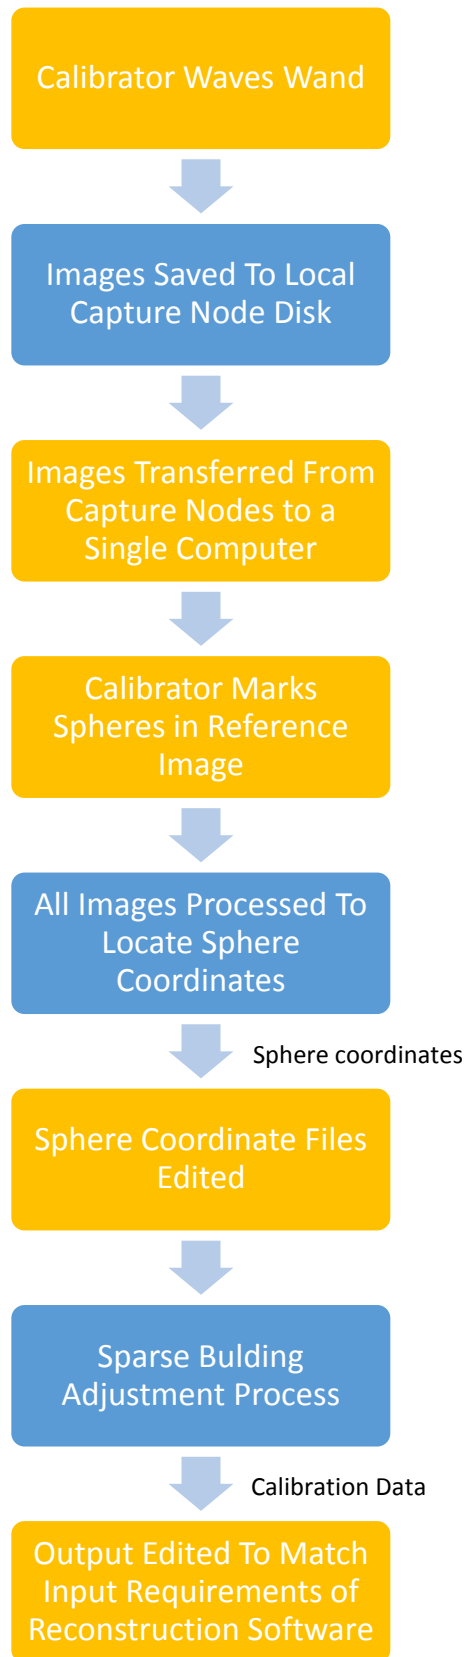 Calibrator Waves Wand
Images Saved To Local
Capture Node Disk
Images Transferred From
Capture Nodes to a
Single Computer
Calibrator Marks
Spheres in Reference
Image
All Images Processed To
Locate Sphere
Coordinates
Sphere coordinates
Sphere Coordinate Files
Edited
Sparse Bulding
Adjustment Process
Calibration Data
Output Edited To Match
Input Requirements of
Reconstruction Software